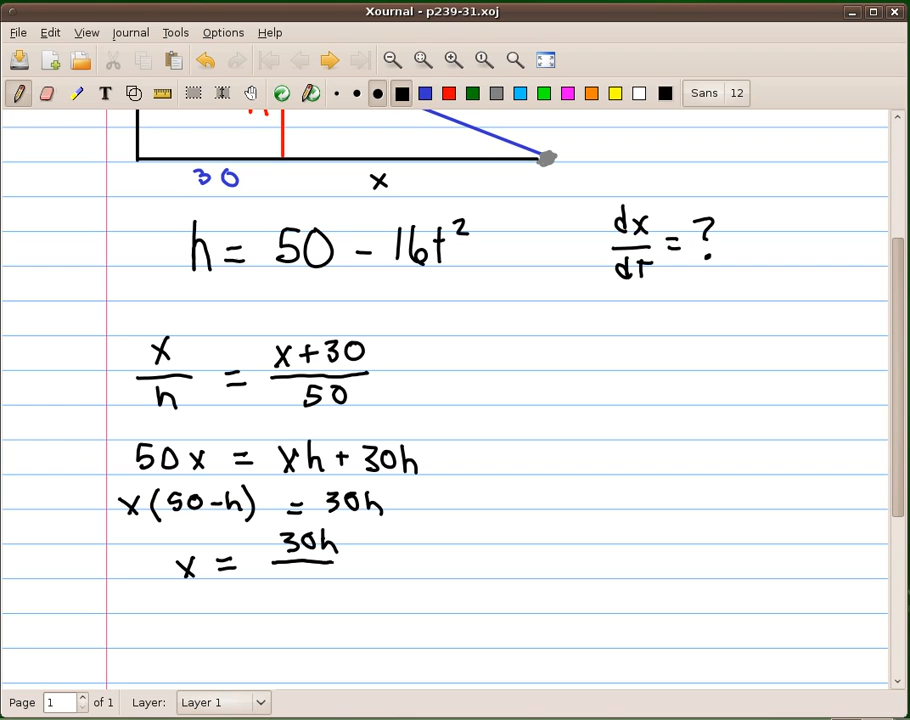 Xournal - p239-31.xoj
File Edit View Journal Tools Options Help
T Sans 12
30 x
h = 50 - 16t² dx/dt = ?
x/h = (x+30)/50
50x = xh + 30h
x(50-h) = 30h
x = 30h
Page 1 of 1 Layer: Layer 1